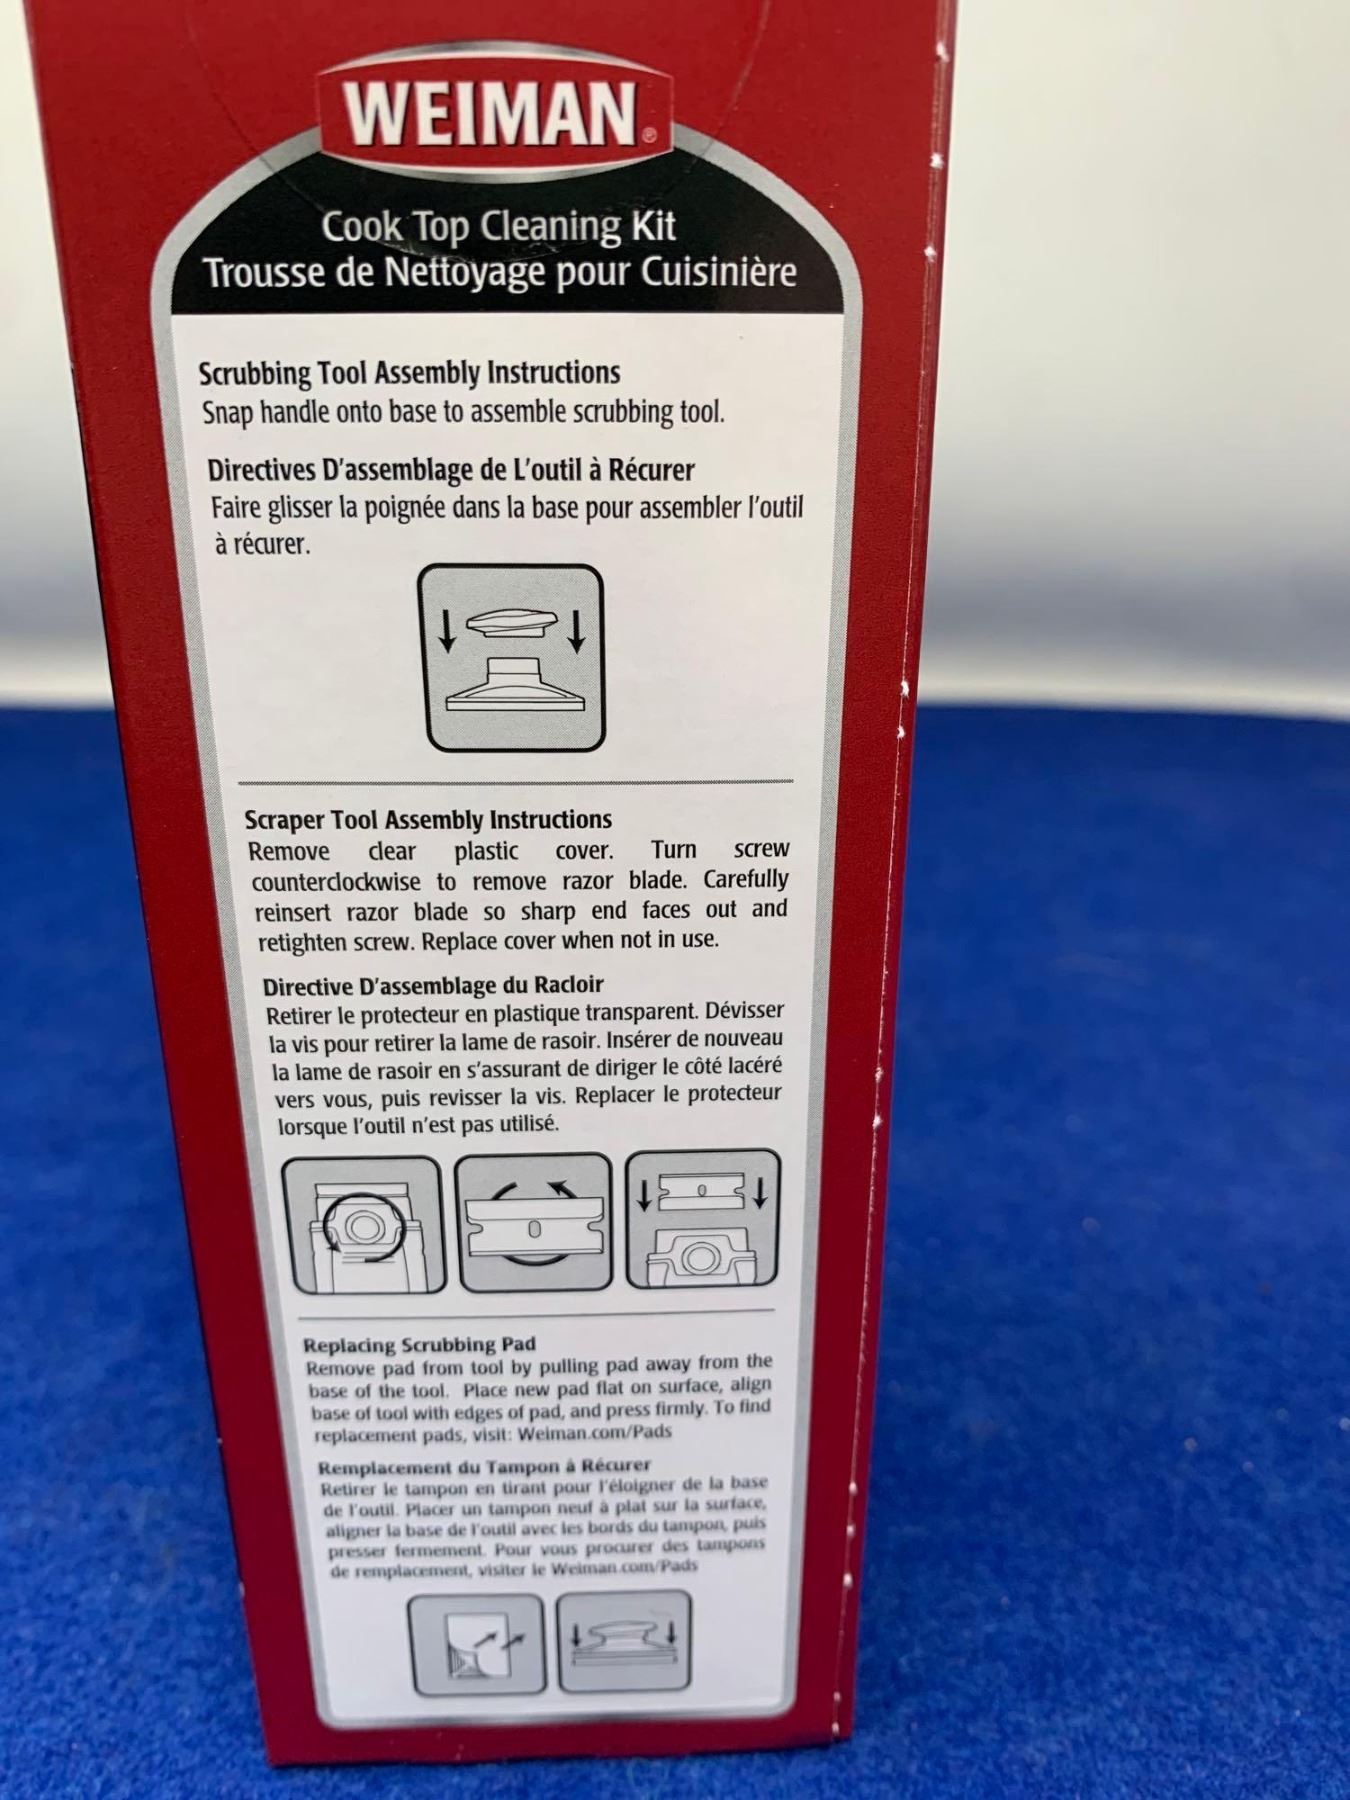 WEIMAN®
Cook Top Cleaning Kit
Trousse de Nettoyage pour Cuisinière
Scrubbing Tool Assembly Instructions
Snap handle onto base to assemble scrubbing tool.
Directives D'assemblage de L'outil à Récurer
Faire glisser la poignée dans la base pour assembler l'outil
à récurer.
Scraper Tool Assembly Instructions
Remove clear plastic cover. Turn screw
counterclockwise to remove razor blade. Carefully
reinsert razor blade so sharp end faces out and
retighten screw. Replace cover when not in use.
Directive D'assemblage du Racloir
Retirer le protecteur en plastique transparent. Dévisser
la vis pour retirer la lame de rasoir. Insérer de nouveau
la lame de rasoir en s'assurant de diriger le côté lacéré
vers vous, puis revisser la vis. Replacer le protecteur
lorsque l'outil n'est pas utilisé.
Replacing Scrubbing Pad
Remove pad from tool by pulling pad away from the
base of the tool. Place new pad flat on surface, align
base of tool with edges of pad, and press firmly. To find
replacement pads, visit: Weiman.com/Pads
Remplacement du Tampon à Récurer
Retirer le tampon en tirant pour l'éloigner de la base
de l'outil. Placer un tampon neuf à plat sur la surface,
aligner la base de l'outil avec les bords du tampon, puis
presser fermement. Pour vous procurer des tampons
de remplacement, visiter le Weiman.com/Pads